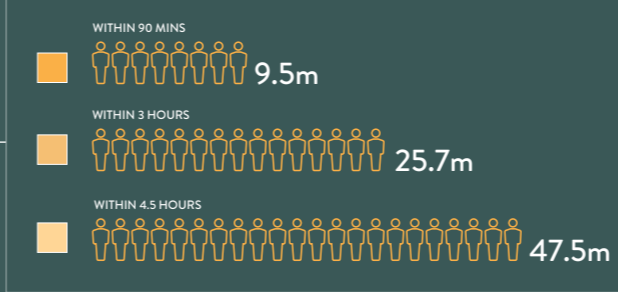 WITHIN 90 MINS
9.5m
WITHIN 3 HOURS
25.7m
WITHIN 4.5 HOURS
47.5m